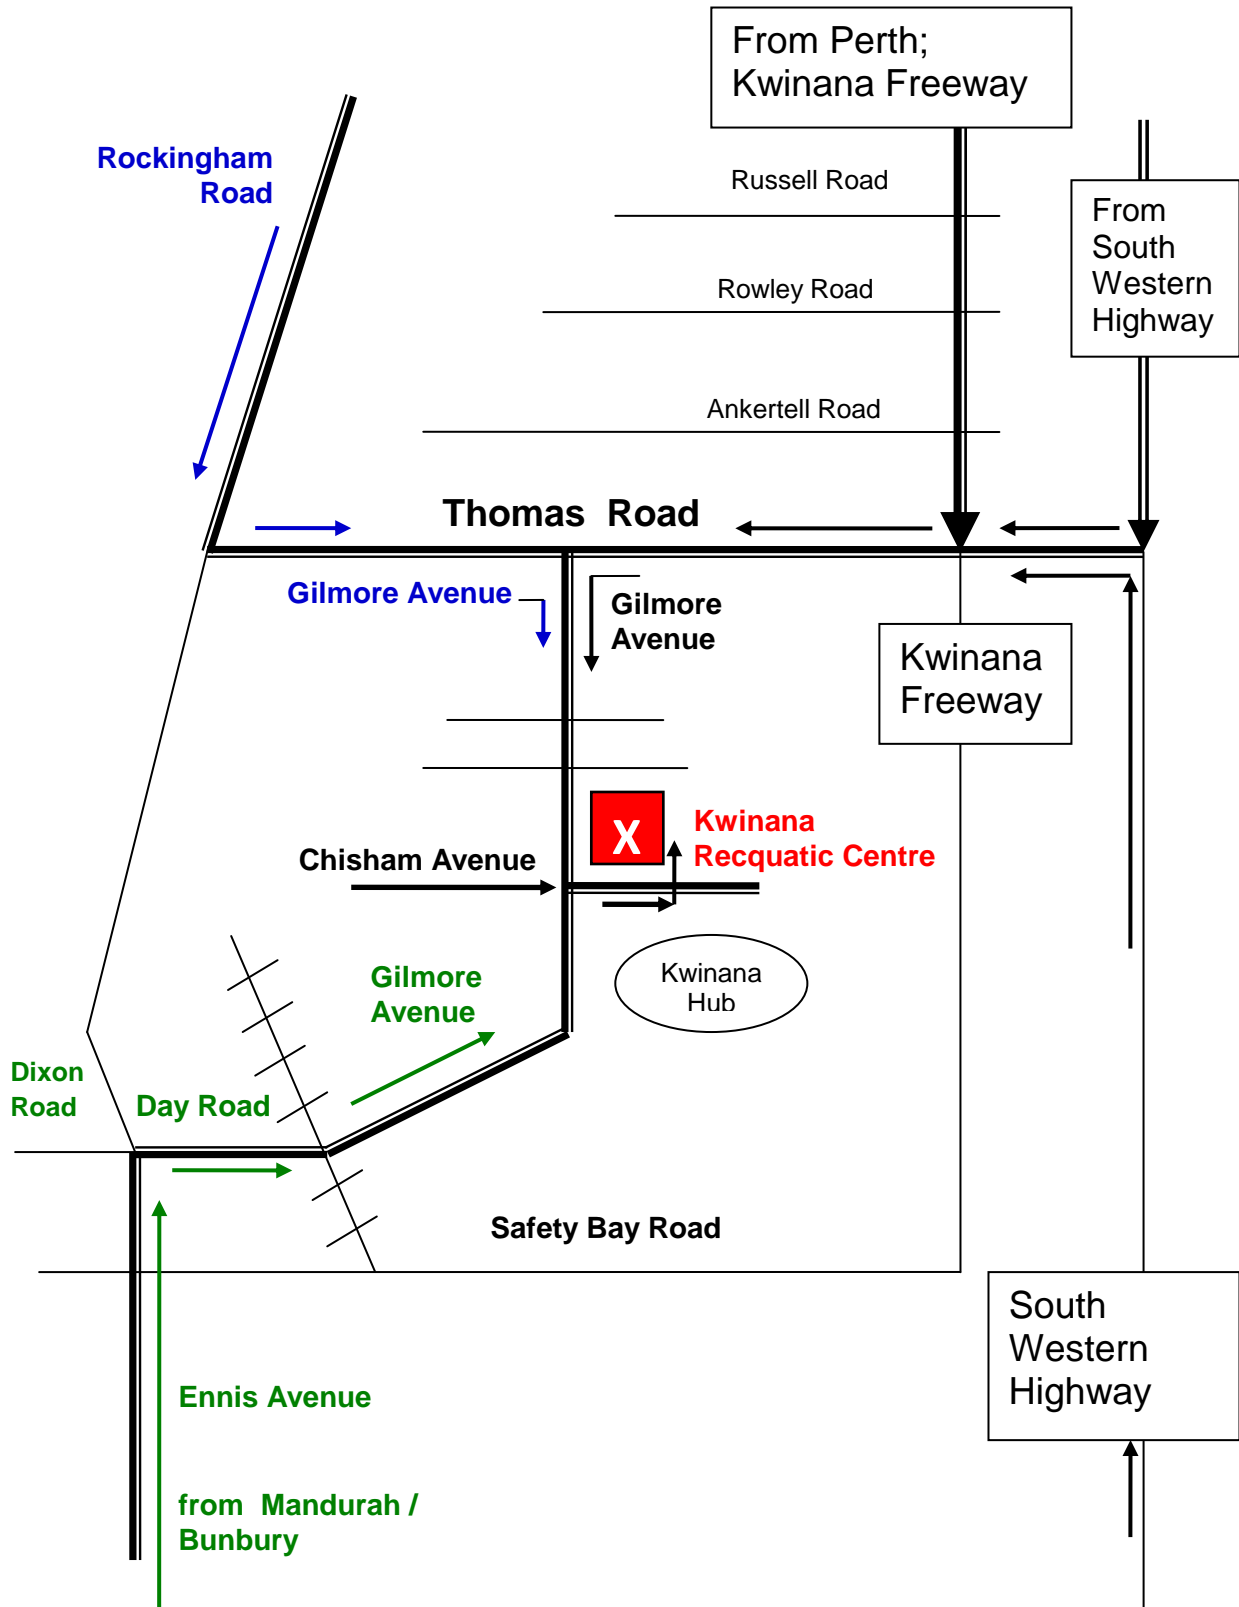 From Perth;
Kwinana Freeway
Rockingham
Road
Russell Road
From
South
Western
Highway
Rowley Road
Ankertell Road
Thomas Road
Gilmore Avenue
Gilmore
Avenue
Kwinana
Freeway
X
Kwinana
Recquatic Centre
Chisham Avenue
Kwinana
Hub
Gilmore
Avenue
Dixon
Road
Day Road
Safety Bay Road
South
Western
Highway
Ennis Avenue
from Mandurah /
Bunbury